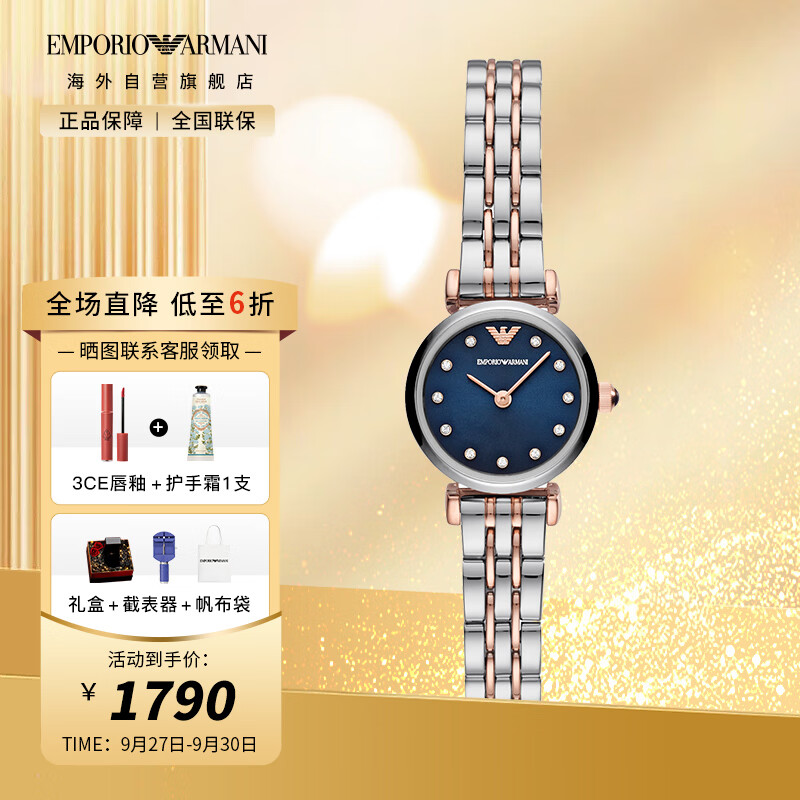 EMPORIO ARMANI
海外自营旗舰店
正品保障 | 全国联保
全场直降 低至6折
晒图联系客服领取
3CE唇釉+护手霜1支
礼盒+截表器+帆布袋
活动到手价:
¥ 1790
TIME: 9月27日-9月30日
EMPORIO ARMANI